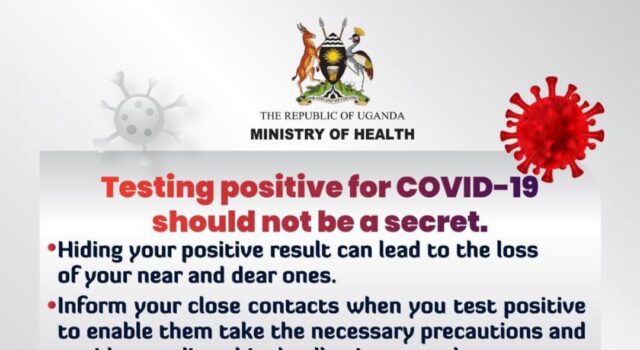 THE REPUBLIC OF UGANDA
MINISTRY OF HEALTH
Testing positive for COVID-19
should not be a secret.
•Hiding your positive result can lead to the loss
of your near and dear ones.
•Inform your close contacts when you test positive
to enable them take the necessary precautions and